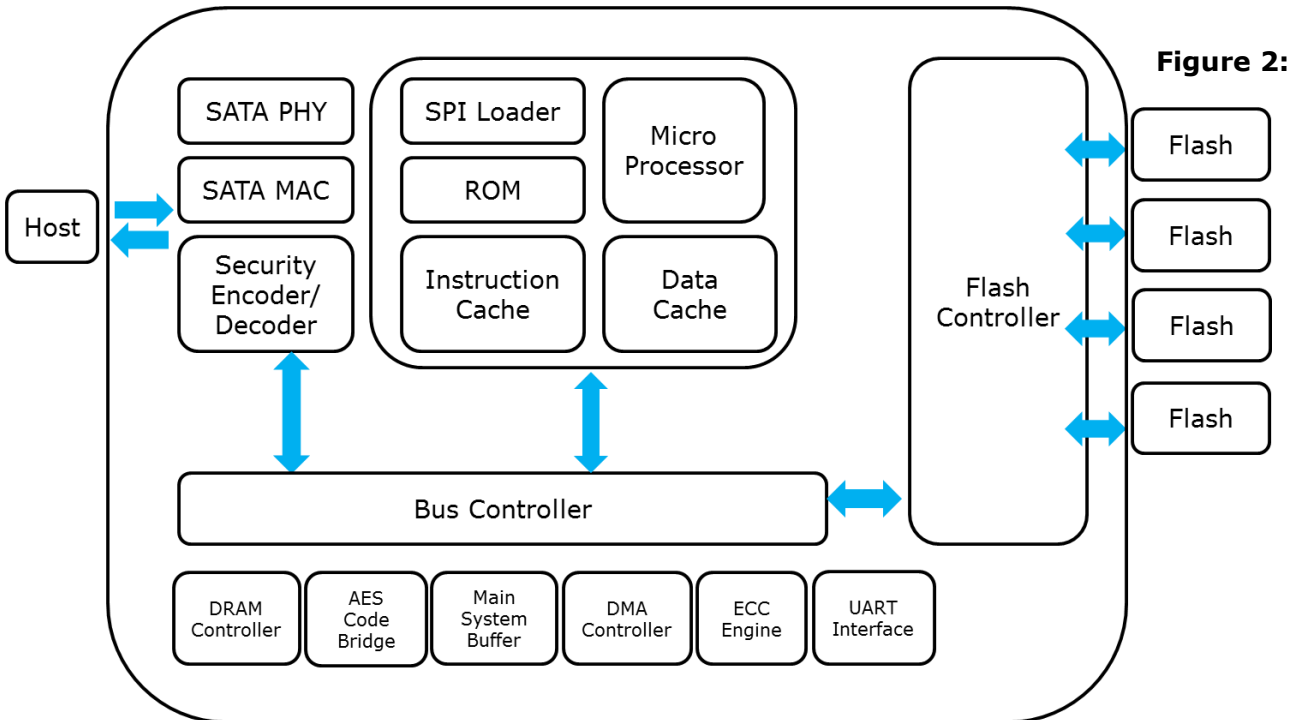 Figure 2:
Host
SATA PHY
SATA MAC
Security
Encoder/
Decoder
SPI Loader
ROM
Instruction
Cache
Micro
Processor
Data
Cache
Flash
Controller
Flash
Flash
Flash
Flash
Bus Controller
DRAM
Controller
AES
Code
Bridge
Main
System
Buffer
DMA
Controller
ECC
Engine
UART
Interface